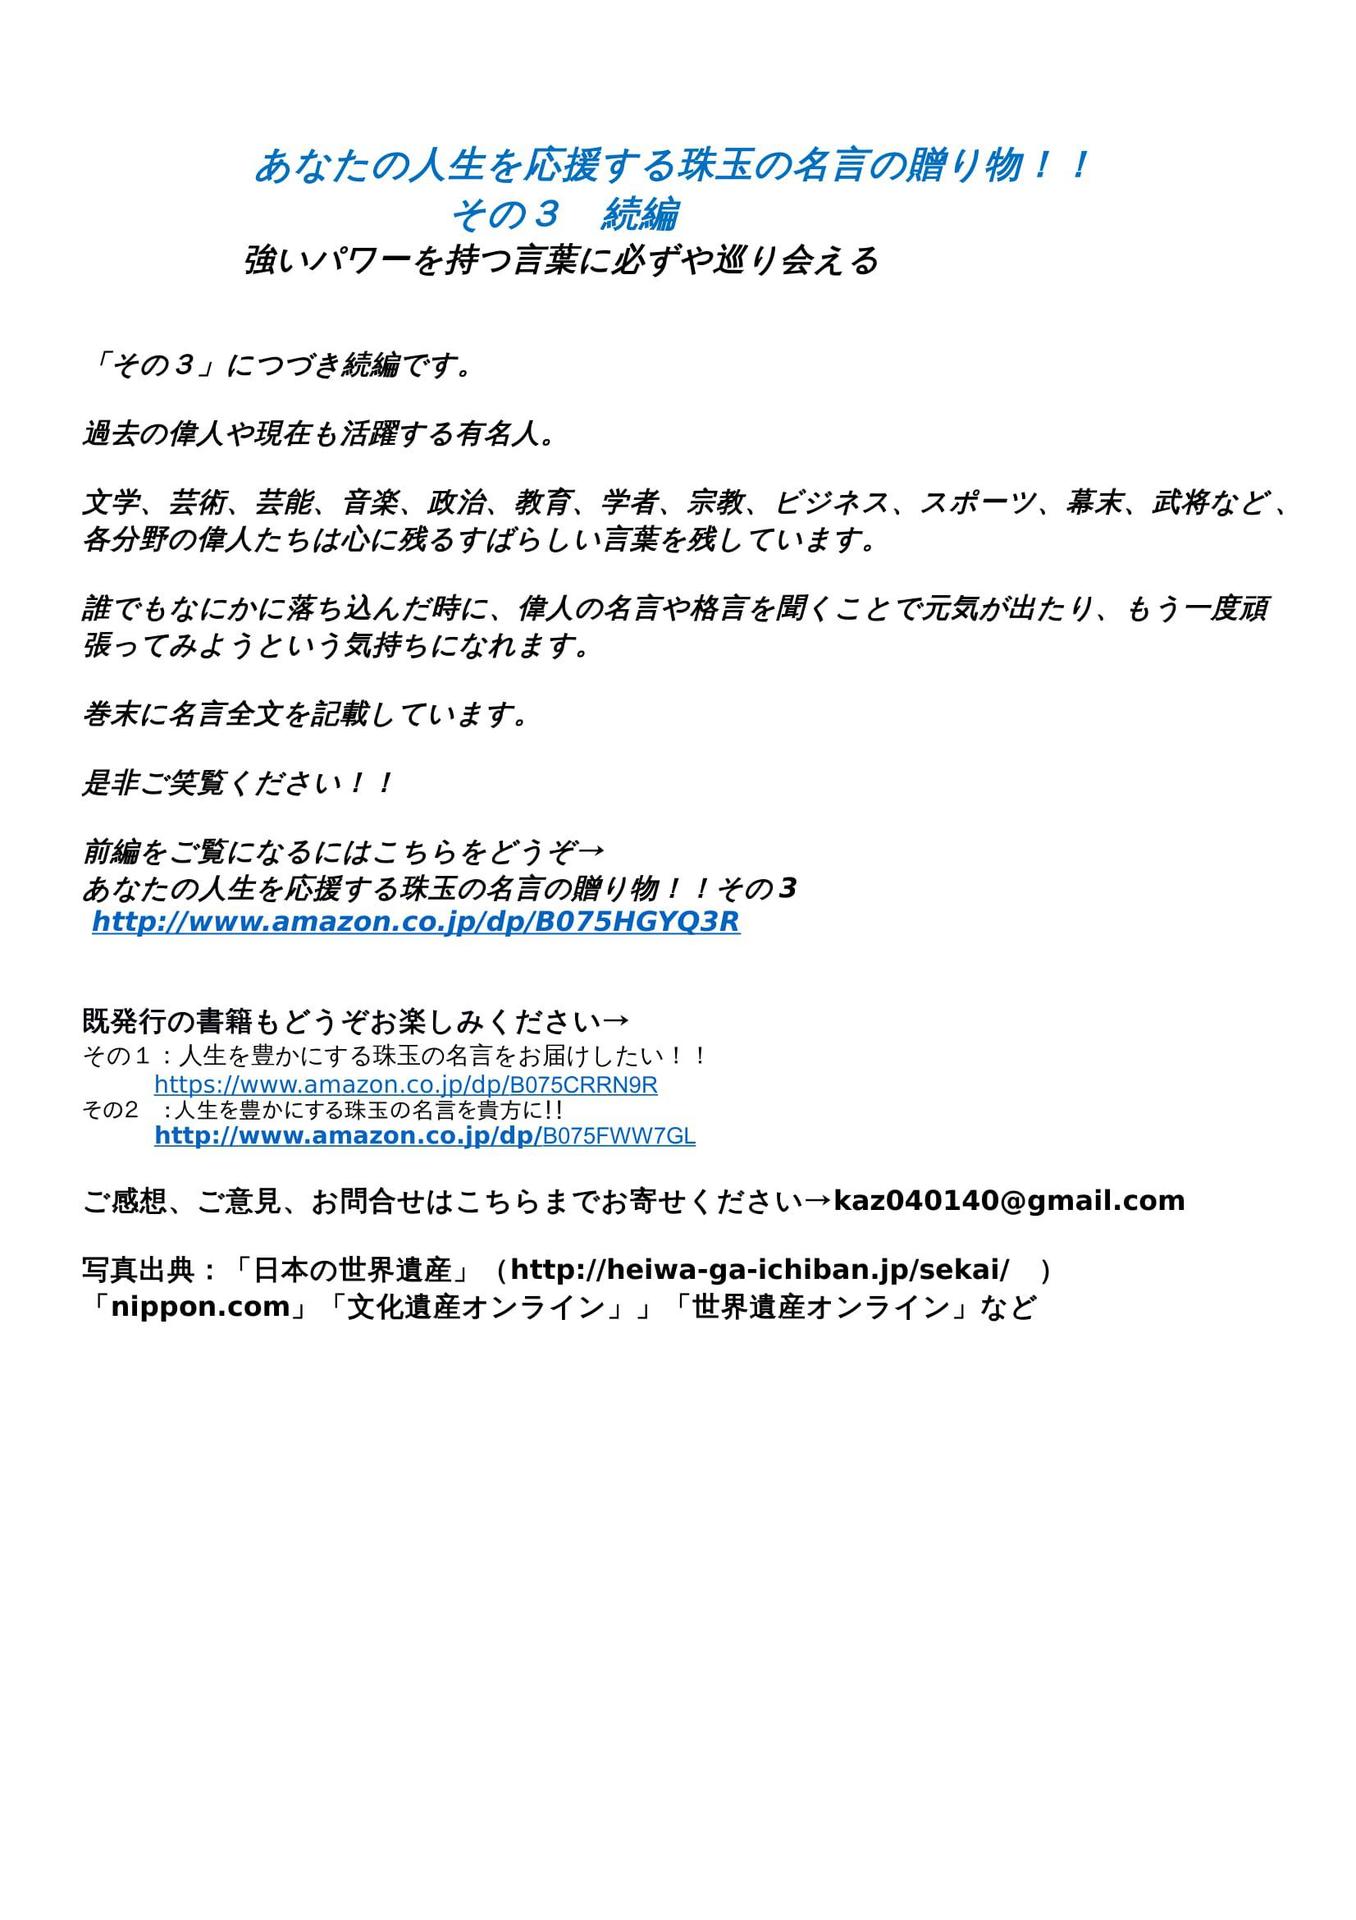 あなたの人生を応援する珠玉の名言の贈り物！！
その３　続編
強いパワーを持つ言葉に必ずや巡り会える
「その３」につづき続編です。
過去の偉人や現在も活躍する有名人。
文学、芸術、芸能、音楽、政治、教育、学者、宗教、ビジネス、スポーツ、幕末、武将など、
各分野の偉人たちは心に残るすばらしい言葉を残しています。
誰でもなにかに落ち込んだ時に、偉人の名言や格言を聞くことで元気が出たり、もう一度頑
張ってみようという気持ちになれます。
巻末に名言全文を記載しています。
是非ご笑覧ください！！
前編をご覧になるにはこちらをどうぞ→
あなたの人生を応援する珠玉の名言の贈り物！！その3
http://www.amazon.co.jp/dp/B075HGYQ3R
既発行の書籍もどうぞお楽しみください→
その１：人生を豊かにする珠玉の名言をお届けしたい！！
https://www.amazon.co.jp/dp/B075CRRN9R
その2　:人生を豊かにする珠玉の名言を貴方に!!
http://www.amazon.co.jp/dp/B075FWW7GL
ご感想、ご意見、お問合せはこちらまでお寄せください→kaz040140@gmail.com
写真出典：「日本の世界遺産」（http://heiwa-ga-ichiban.jp/sekai/　）
「nippon.com」「文化遺産オンライン」」「世界遺産オンライン」など